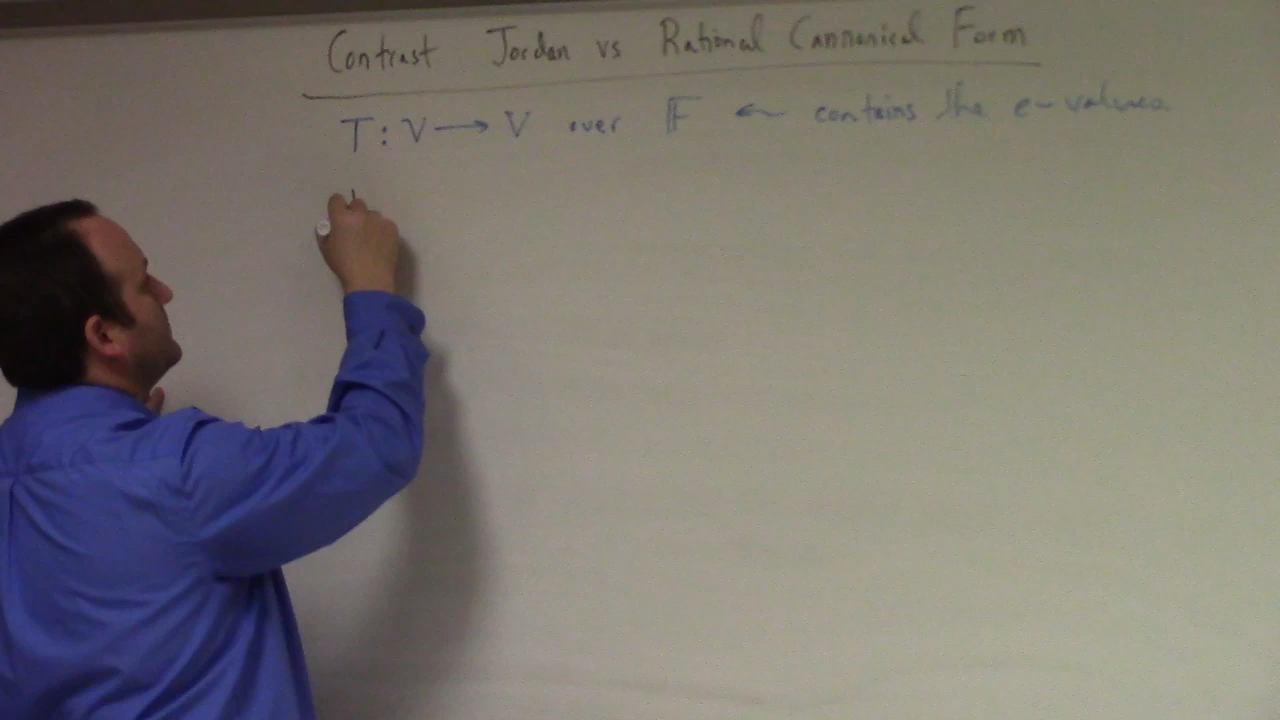 Contrast Jordan vs Rational Cannonical Form
T: V → V over 𝔽 ← contains the e-values